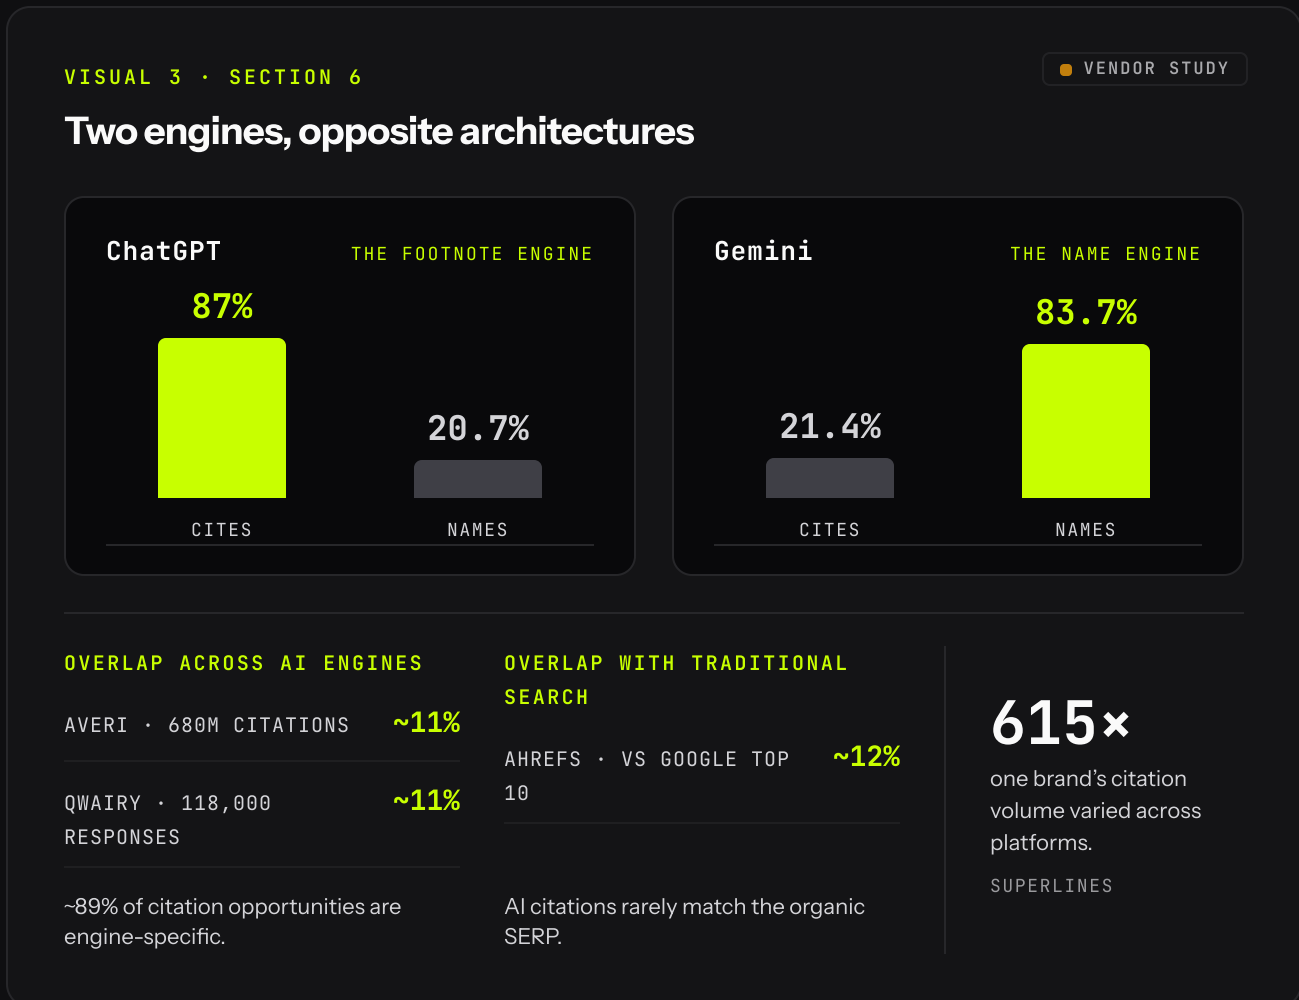 VISUAL 3 · SECTION 6
VENDOR STUDY
Two engines, opposite architectures
ChatGPT
THE FOOTNOTE ENGINE
87%
20.7%
CITES
NAMES
Gemini
THE NAME ENGINE
21.4%
83.7%
CITES
NAMES
OVERLAP ACROSS AI ENGINES
AVERI · 680M CITATIONS
~11%
QWAIRY · 118,000
RESPONSES
~11%
~89% of citation opportunities are
engine-specific.
OVERLAP WITH TRADITIONAL
SEARCH
AHREFS · VS GOOGLE TOP
10
~12%
AI citations rarely match the organic
SERP.
615×
one brand’s citation
volume varied across
platforms.
SUPERLINES